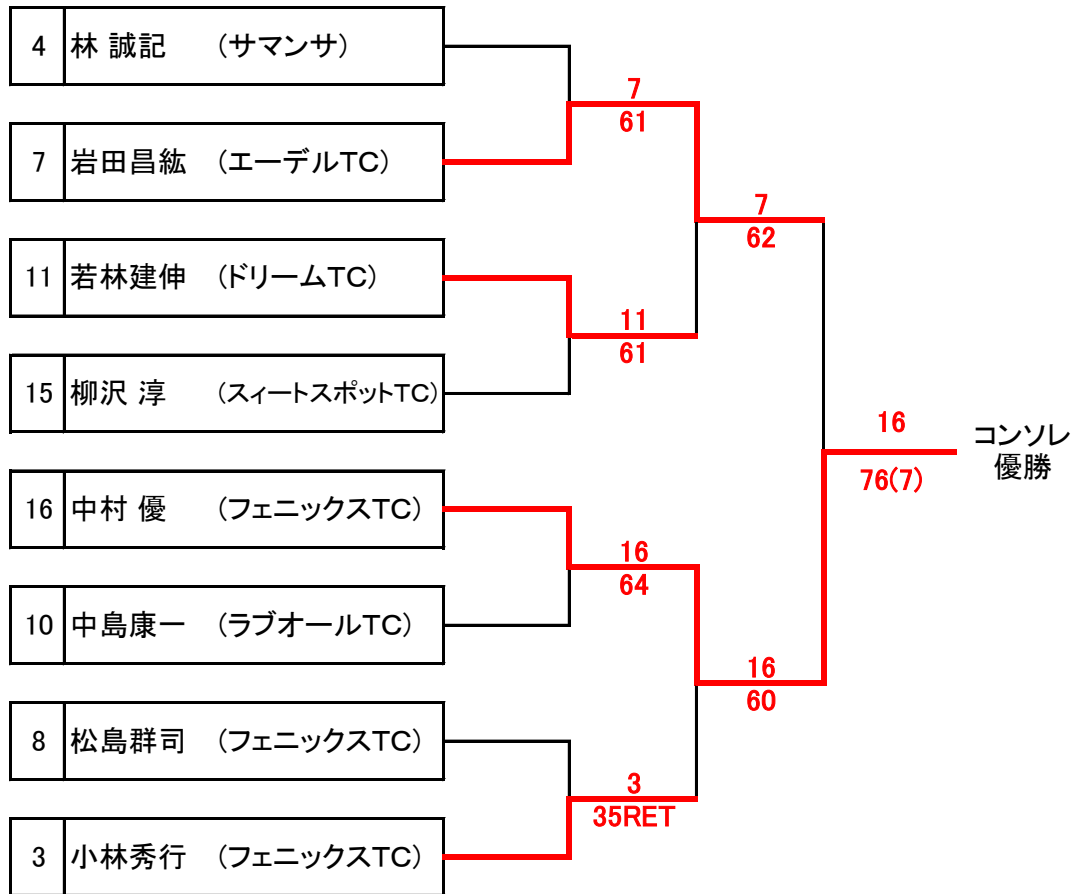 4 林 誠記 (サマンサ)
7
61
7 岩田昌紘 (エーデルTC)
7
62
11 若林建伸 (ドリームTC)
11
61
15 柳沢 淳 (スィートスポットTC)
16
76(7)
コンソレ
優勝
16 中村 優 (フェニックスTC)
16
64
10 中島康一 (ラブオールTC)
16
60
8 松島群司 (フェニックスTC)
3
35RET
3 小林秀行 (フェニックスTC)